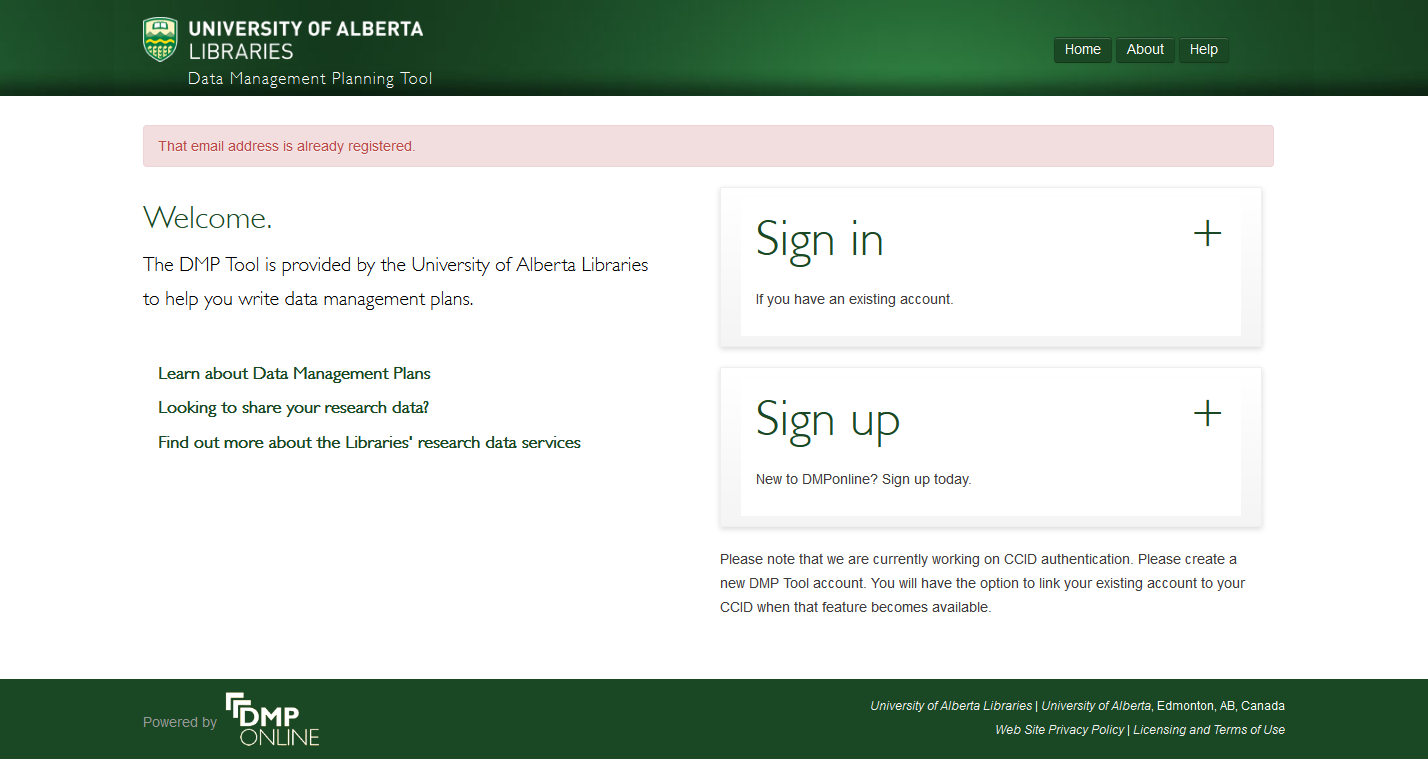 UNIVERSITY OF ALBERTA
LIBRARIES
Data Management Planning Tool
Home About Help
That email address is already registered.
Welcome.
The DMP Tool is provided by the University of Alberta Libraries
to help you write data management plans.
Learn about Data Management Plans
Looking to share your research data?
Find out more about the Libraries' research data services
Sign in +
If you have an existing account.
Sign up +
New to DMPonline? Sign up today.
Please note that we are currently working on CCID authentication. Please create a
new DMP Tool account. You will have the option to link your existing account to your
CCID when that feature becomes available.
Powered by DMP
ONLINE
University of Alberta Libraries | University of Alberta, Edmonton, AB, Canada
Web Site Privacy Policy | Licensing and Terms of Use